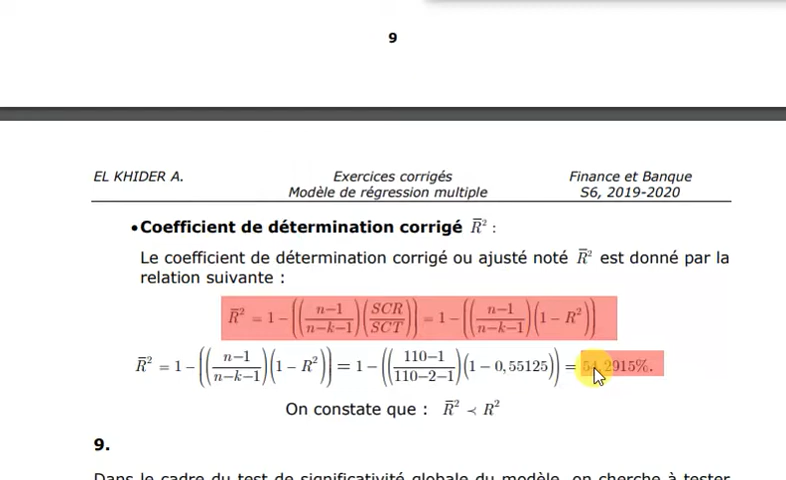 9
EL KHIDER A. Exercices corrigés Finance et Banque
Modèle de régression multiple S6, 2019-2020
•Coefficient de détermination corrigé R̅² :
Le coefficient de détermination corrigé ou ajusté noté R̅² est donné par la
relation suivante :
R̅² = 1 − ((n−1/n−k−1)(SCR/SCT)) = 1 − ((n−1/n−k−1)(1 − R²))
R̅² = 1 − ((n−1/n−k−1)(1 − R²)) = 1 − ((110−1/110−2−1)(1 − 0,55125)) = 54,2915%.
On constate que : R̅² ≺ R²
9.
Dans le cadre du test de significativité globale du modèle, on cherche à tester